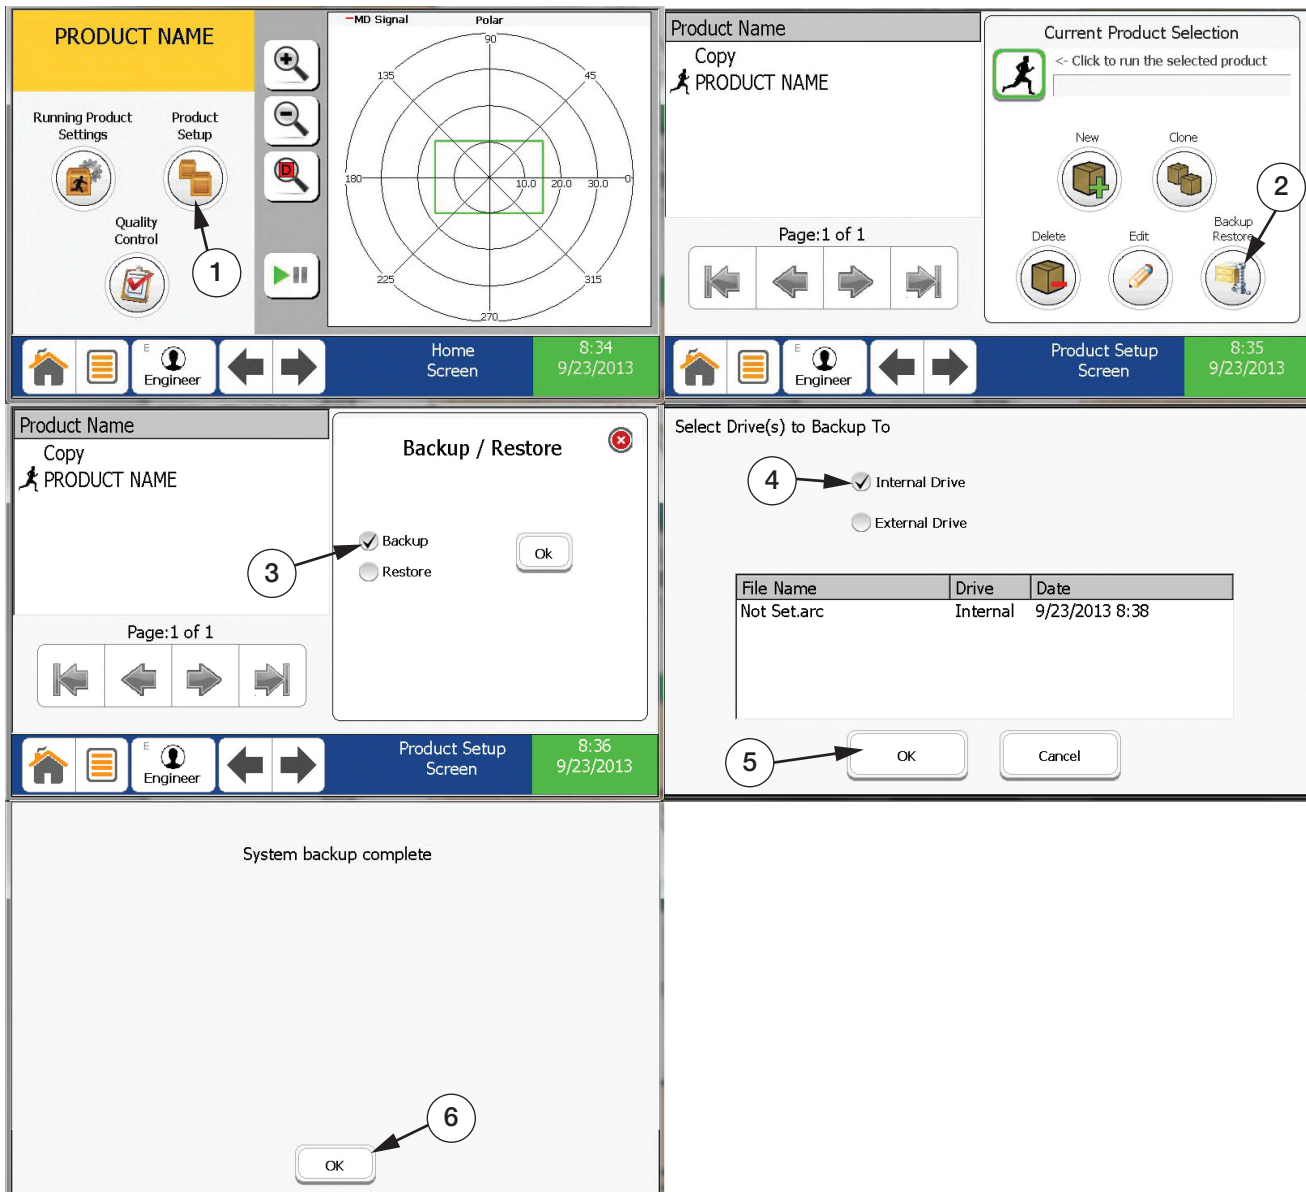 PRODUCT NAME
Running Product
Settings
Product
Setup
Quality
Control
1
MD Signal
Polar
90
135
45
180
10.0
20.0
30.0
0
225
315
270
E
Engineer
Home
Screen
8:34
9/23/2013
Product Name
Copy
PRODUCT NAME
Page:1 of 1
Current Product Selection
<- Click to run the selected product
New
Clone
2
Delete
Edit
Backup
Restore
E
Engineer
Product Setup
Screen
8:35
9/23/2013
Product Name
Copy
PRODUCT NAME
Page:1 of 1
Backup / Restore
Backup
Restore
Ok
3
E
Engineer
Product Setup
Screen
8:36
9/23/2013
Select Drive(s) to Backup To
4
Internal Drive
External Drive
File Name Drive Date
Not Set.arc Internal 9/23/2013 8:38
5
OK
Cancel
System backup complete
6
OK